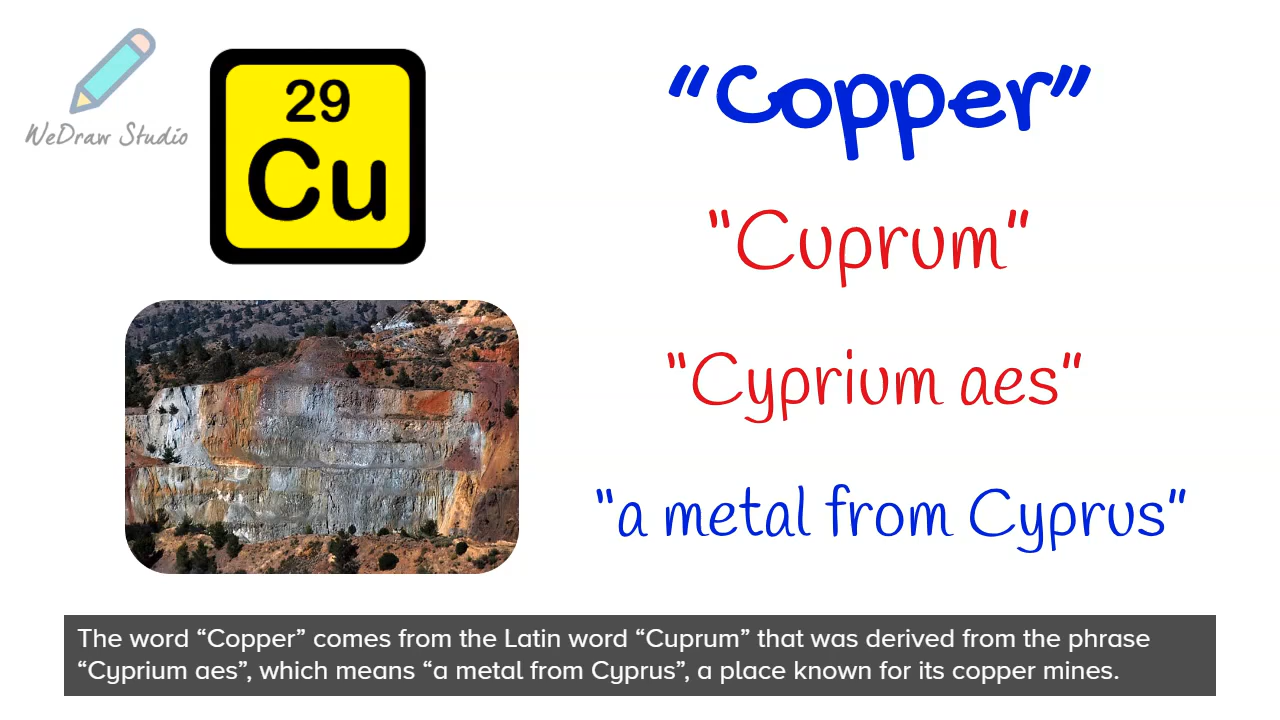 WeDraw Studio
29
Cu
“Copper”
"Cuprum"
"Cyprium aes"
"a metal from Cyprus"
The word “Copper” comes from the Latin word “Cuprum” that was derived from the phrase
“Cyprium aes”, which means “a metal from Cyprus”, a place known for its copper mines.